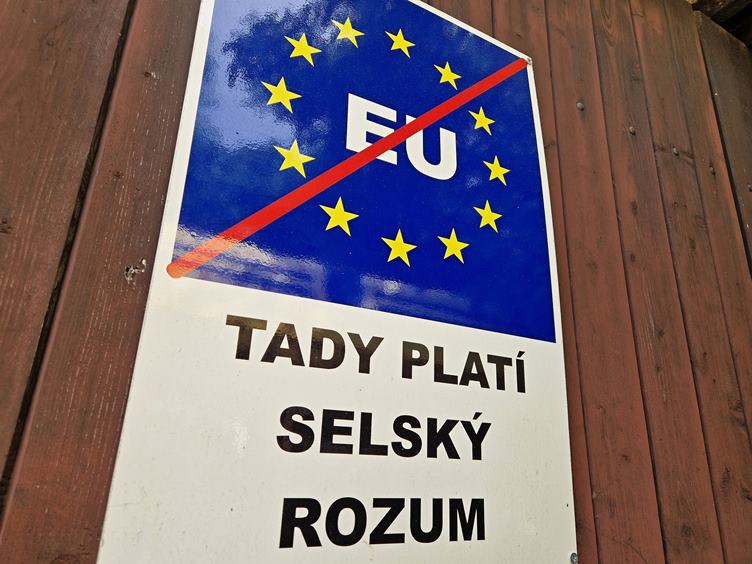 EU
TADY PLATÍ
SELSKÝ
ROZUM